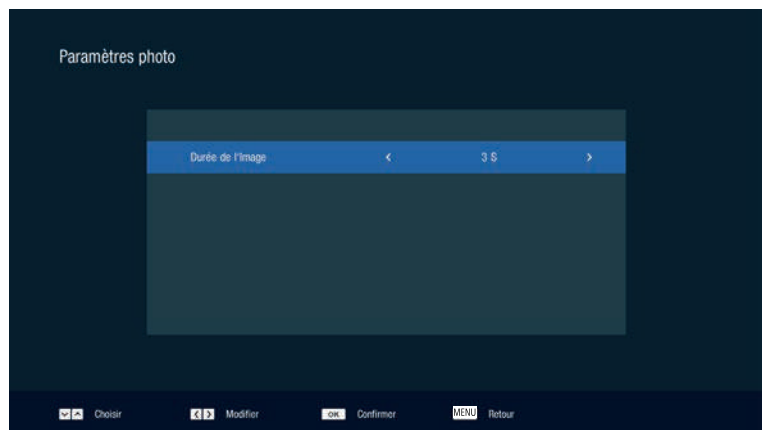 Paramètres photo
Durée de l'Image < 3 S >
Choisir < > Modifier OK Confirmer MENU Retour